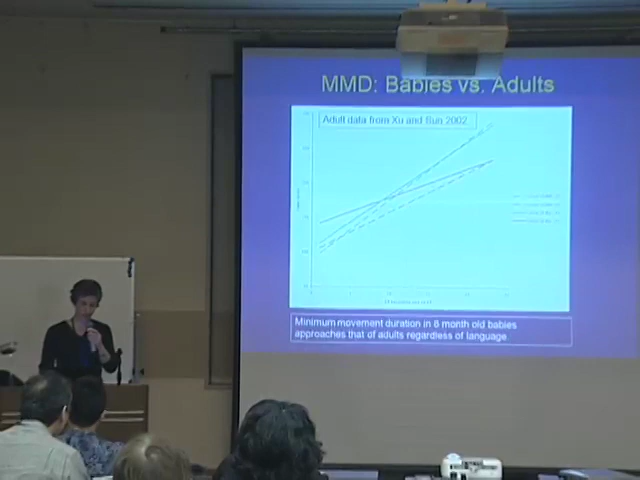 MMD: Babies vs. Adults
Adult data from Xu and Sun 2002
Minimum movement duration in 8 month old babies
approaches that of adults regardless of language